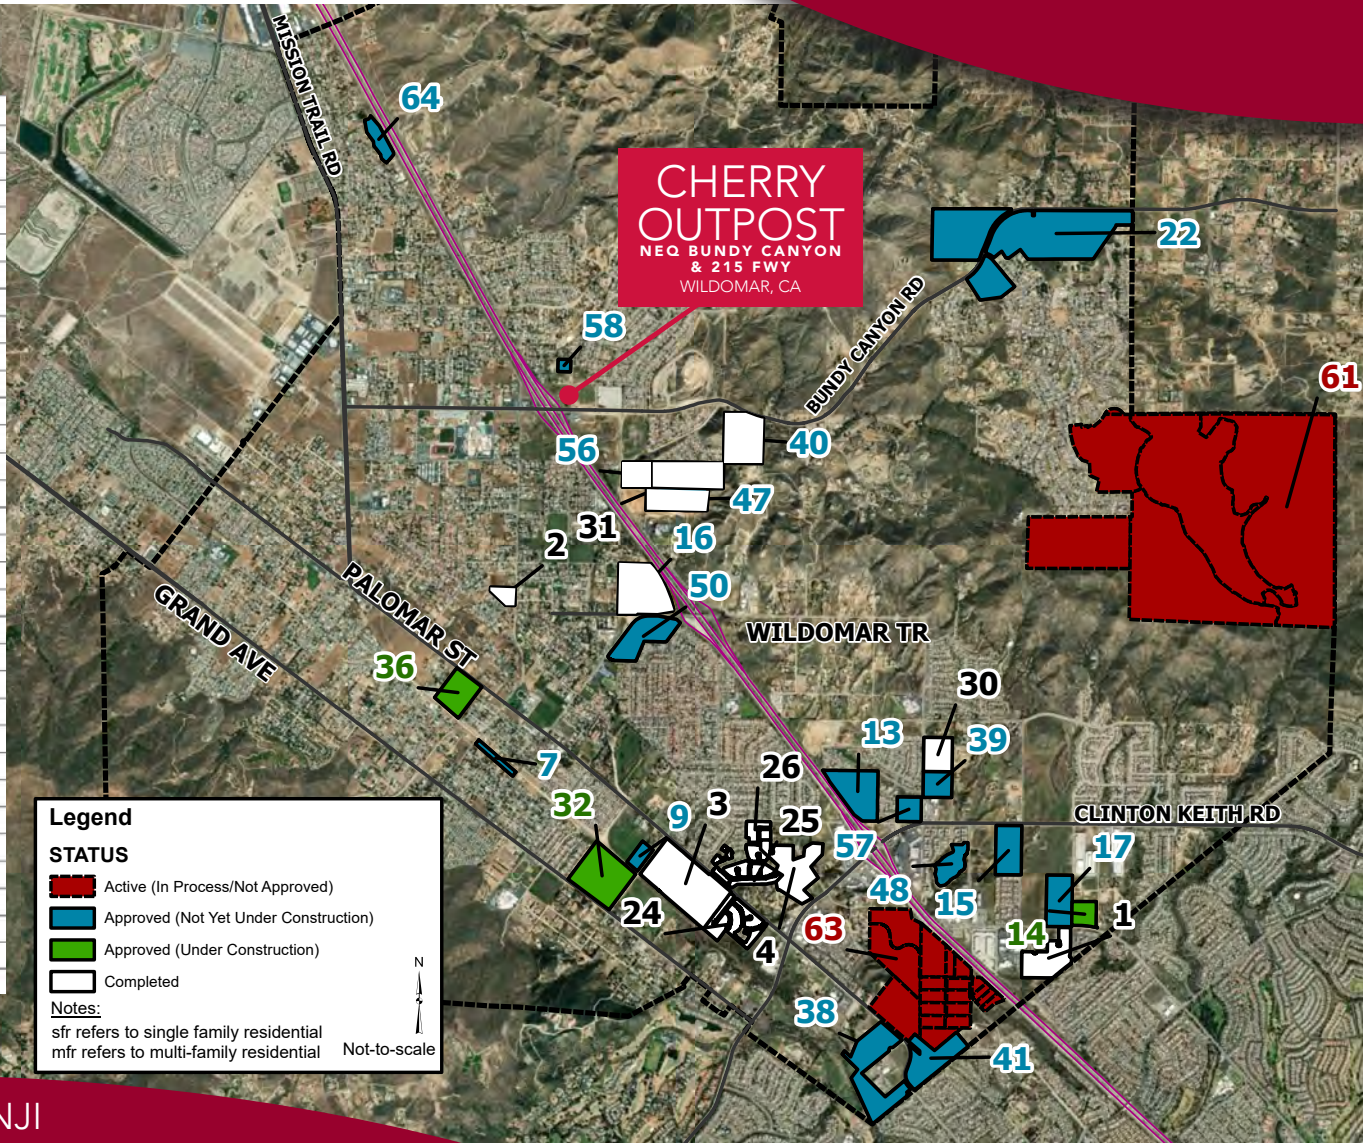 MISSION TRAIL RD
64
CHERRY
OUTPOST
NEQ BUNDY CANYON
& 215 FWY
WILDOMAR, CA
22
58
BUNDY CANYON RD
61
56
40
47
31
2
16
50
PALOMAR ST
GRAND AVE
WILDOMAR TR
36
30
13
39
7
26
32
9
3
25
CLINTON KEITH RD
57
17
48
15
24
63
14
1
4
38
41
Legend
STATUS
Active (In Process/Not Approved)
Approved (Not Yet Under Construction)
Approved (Under Construction)
Completed
N
Notes:
sfr refers to single family residential
mfr refers to multi-family residential
Not-to-scale
NJI